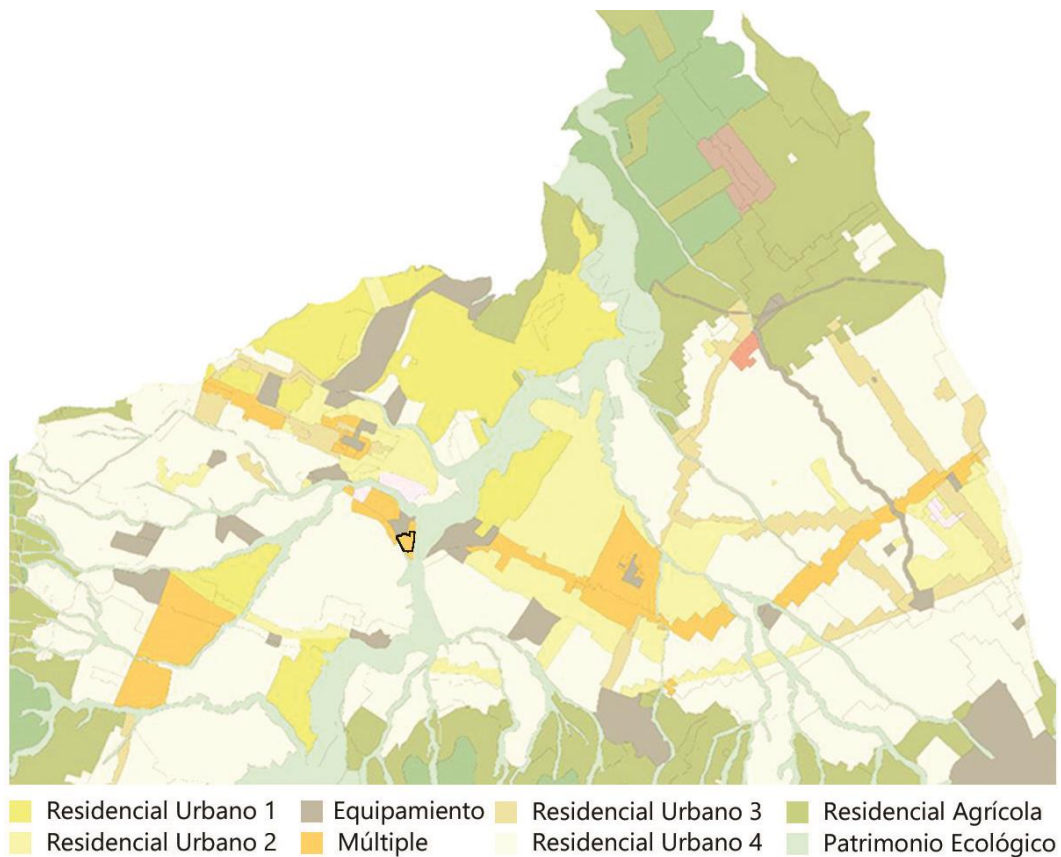 Residencial Urbano 1 Equipamiento Residencial Urbano 3 Residencial Agrícola
Residencial Urbano 2 Múltiple Residencial Urbano 4 Patrimonio Ecológico